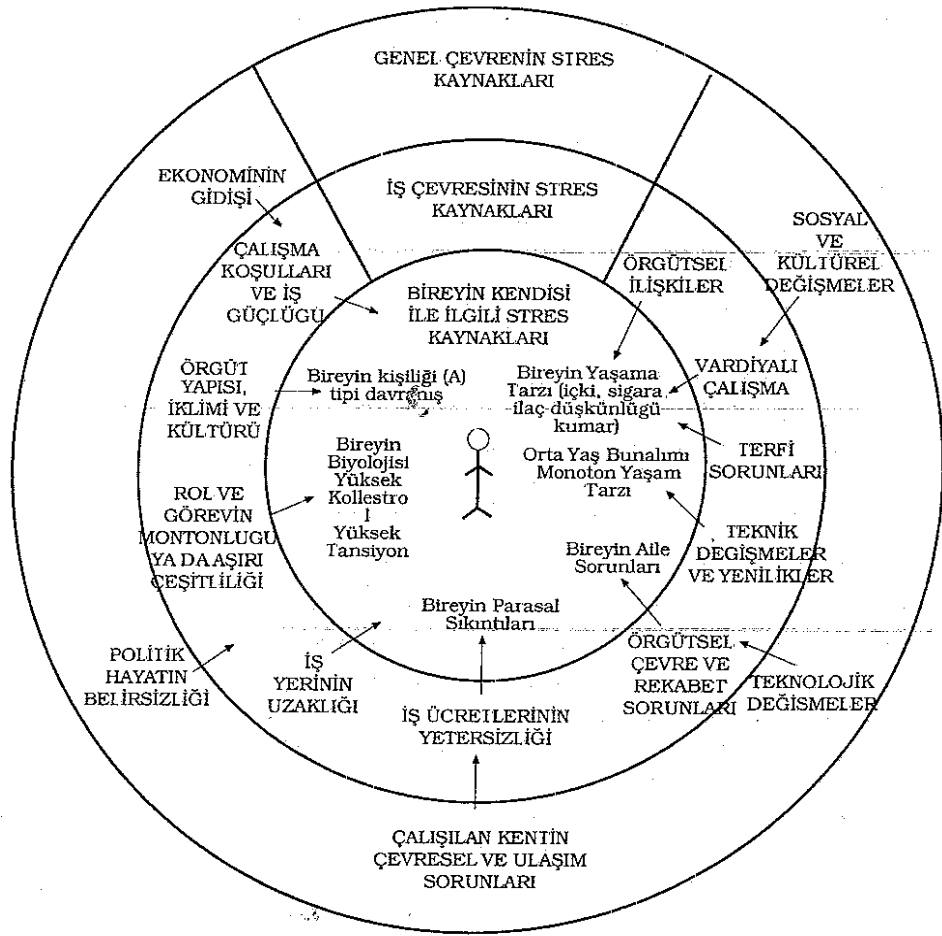 GENEL ÇEVRENİN STRES
KAYNAKLARI
İŞ ÇEVRESİNİN STRES
KAYNAKLARI
BİREYİN KENDİSİ
İLE İLGİLİ STRES
KAYNAKLARI
EKONOMİNİN
GİDİŞİ
ÇALIŞMA
KOŞULLARI
VE İŞ
GÜÇLÜGÜ
ÖRGÜTSEL
İLİŞKİLER
SOSYAL
VE
KÜLTÜREL
DEĞİŞMELER
ÖRGÜT
YAPISI,
İKLİMİ VE
KÜLTÜRÜ
Bireyin kişiliği (A)
tipi davranış
Bireyin Yaşama
Tarzı (içki, sigara
ilaç düşkünlügü
kumar)
VARDİYALI
ÇALIŞMA
TERFİ
SORUNLARI
Bireyin
Biyolojisi
Yüksek
Kollestro
l
Yüksek
Tansiyon
Orta Yaş Bunalımı
Monoton Yaşam
Tarzı
ROL VE
GÖREVİN
MONTONLUGU
YA DA AŞIRI
ÇEŞİTLİLİĞİ
TEKNİK
DEGİŞMELER
VE YENİLİKLER
Bireyin Aile
Sorunları
Bireyin Parasal
Sıkıntıları
POLİTİK
HAYATIN
BELİRSİZLİĞİ
İŞ
YERİNİN
UZAKLIĞI
ÖRGÜTSEL
ÇEVRE VE
REKABET
SORUNLARI
TEKNOLOJİK
DEĞİSMELER
İŞ ÜCRETLERİNİN
YETERSİZLİĞİ
ÇALIŞILAN KENTİN
ÇEVRESEL VE ULAŞIM
SORUNLARI